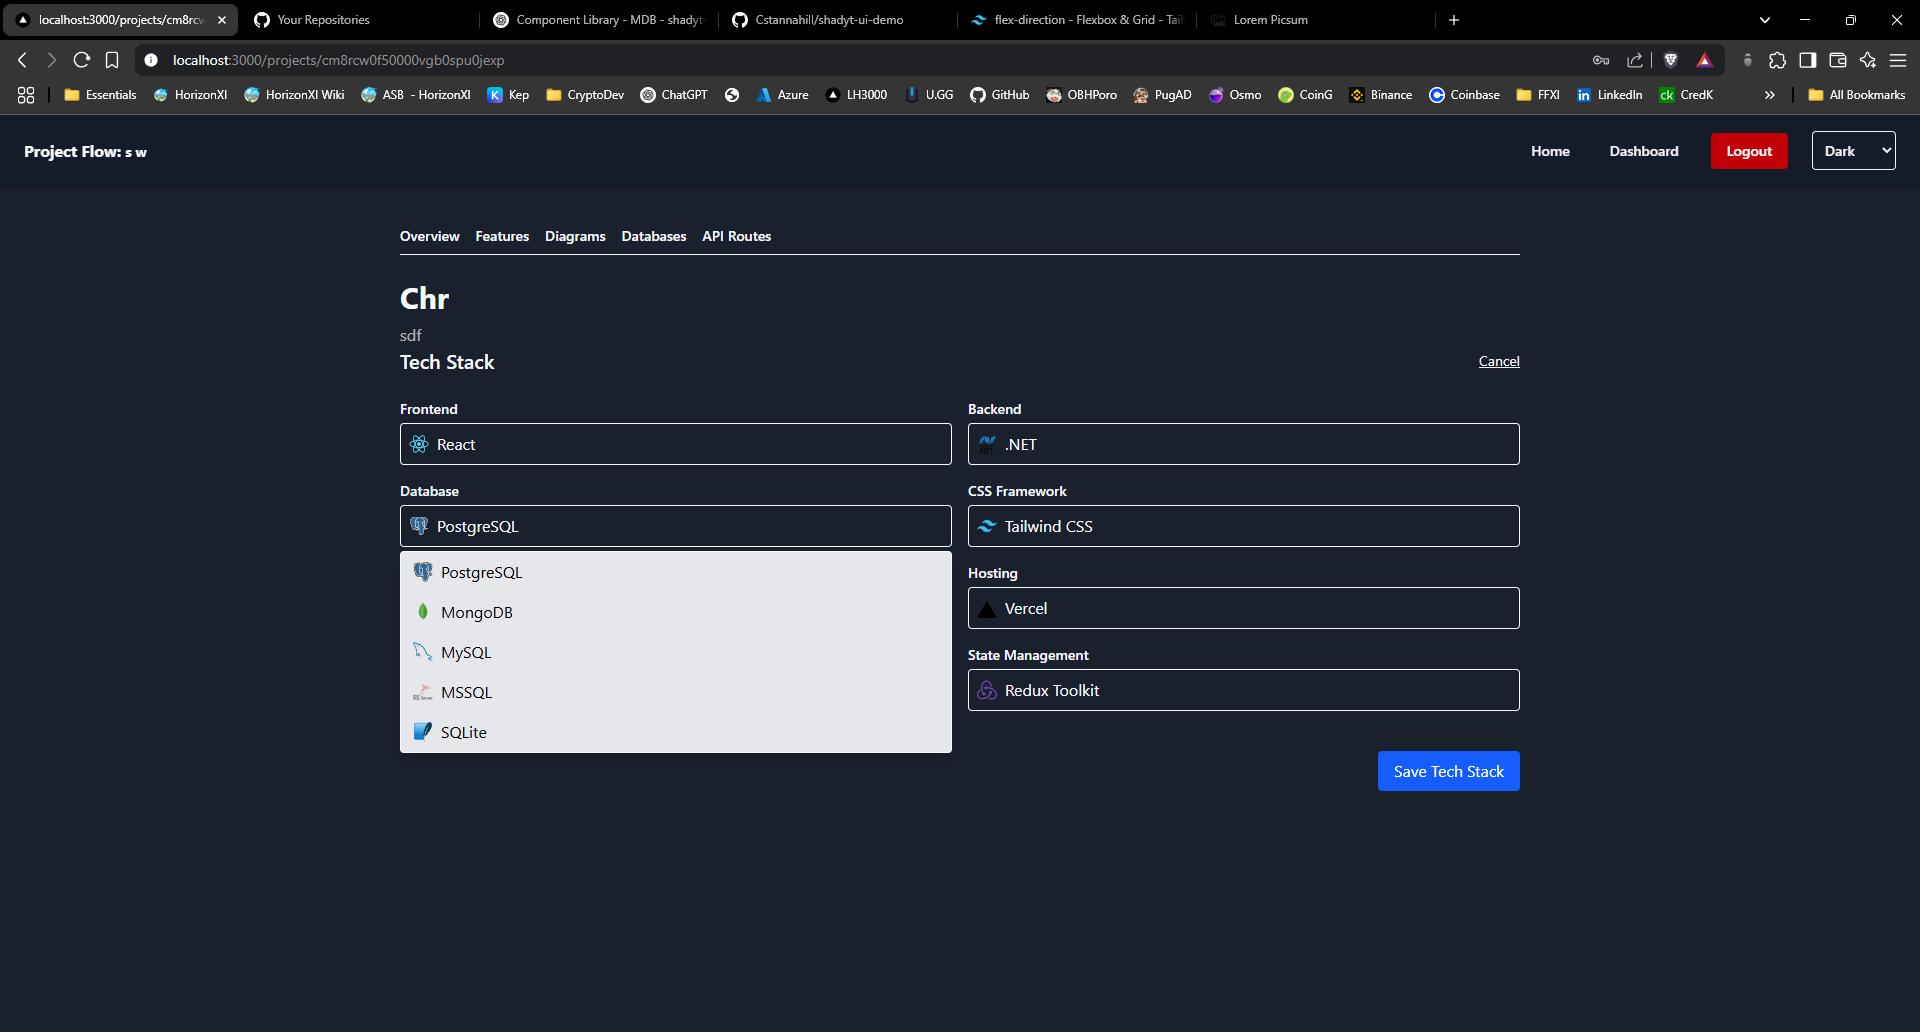 localhost:3000/projects/cm8rcw
Your Repositories
Component Library - MDB - shadyt-
Cstannahill/shadyt-ui-demo
flex-direction - Flexbox & Grid - Tail
Lorem Picsum
localhost:3000/projects/cm8rcw0f50000vgb0spu0jexp
Essentials
HorizonXI
HorizonXI Wiki
ASB - HorizonXI
Kep
CryptoDev
ChatGPT
Azure
LH3000
U.GG
GitHub
OBHPoro
PugAD
Osmo
CoinG
Binance
Coinbase
FFXI
LinkedIn
CredK
All Bookmarks
Project Flow: s w
Home
Dashboard
Logout
Dark
Overview
Features
Diagrams
Databases
API Routes
Chr
sdf
Tech Stack
Cancel
Frontend
React
Backend
.NET
Database
PostgreSQL
CSS Framework
Tailwind CSS
PostgreSQL
MongoDB
MySQL
MSSQL
SQLite
Hosting
Vercel
State Management
Redux Toolkit
Save Tech Stack